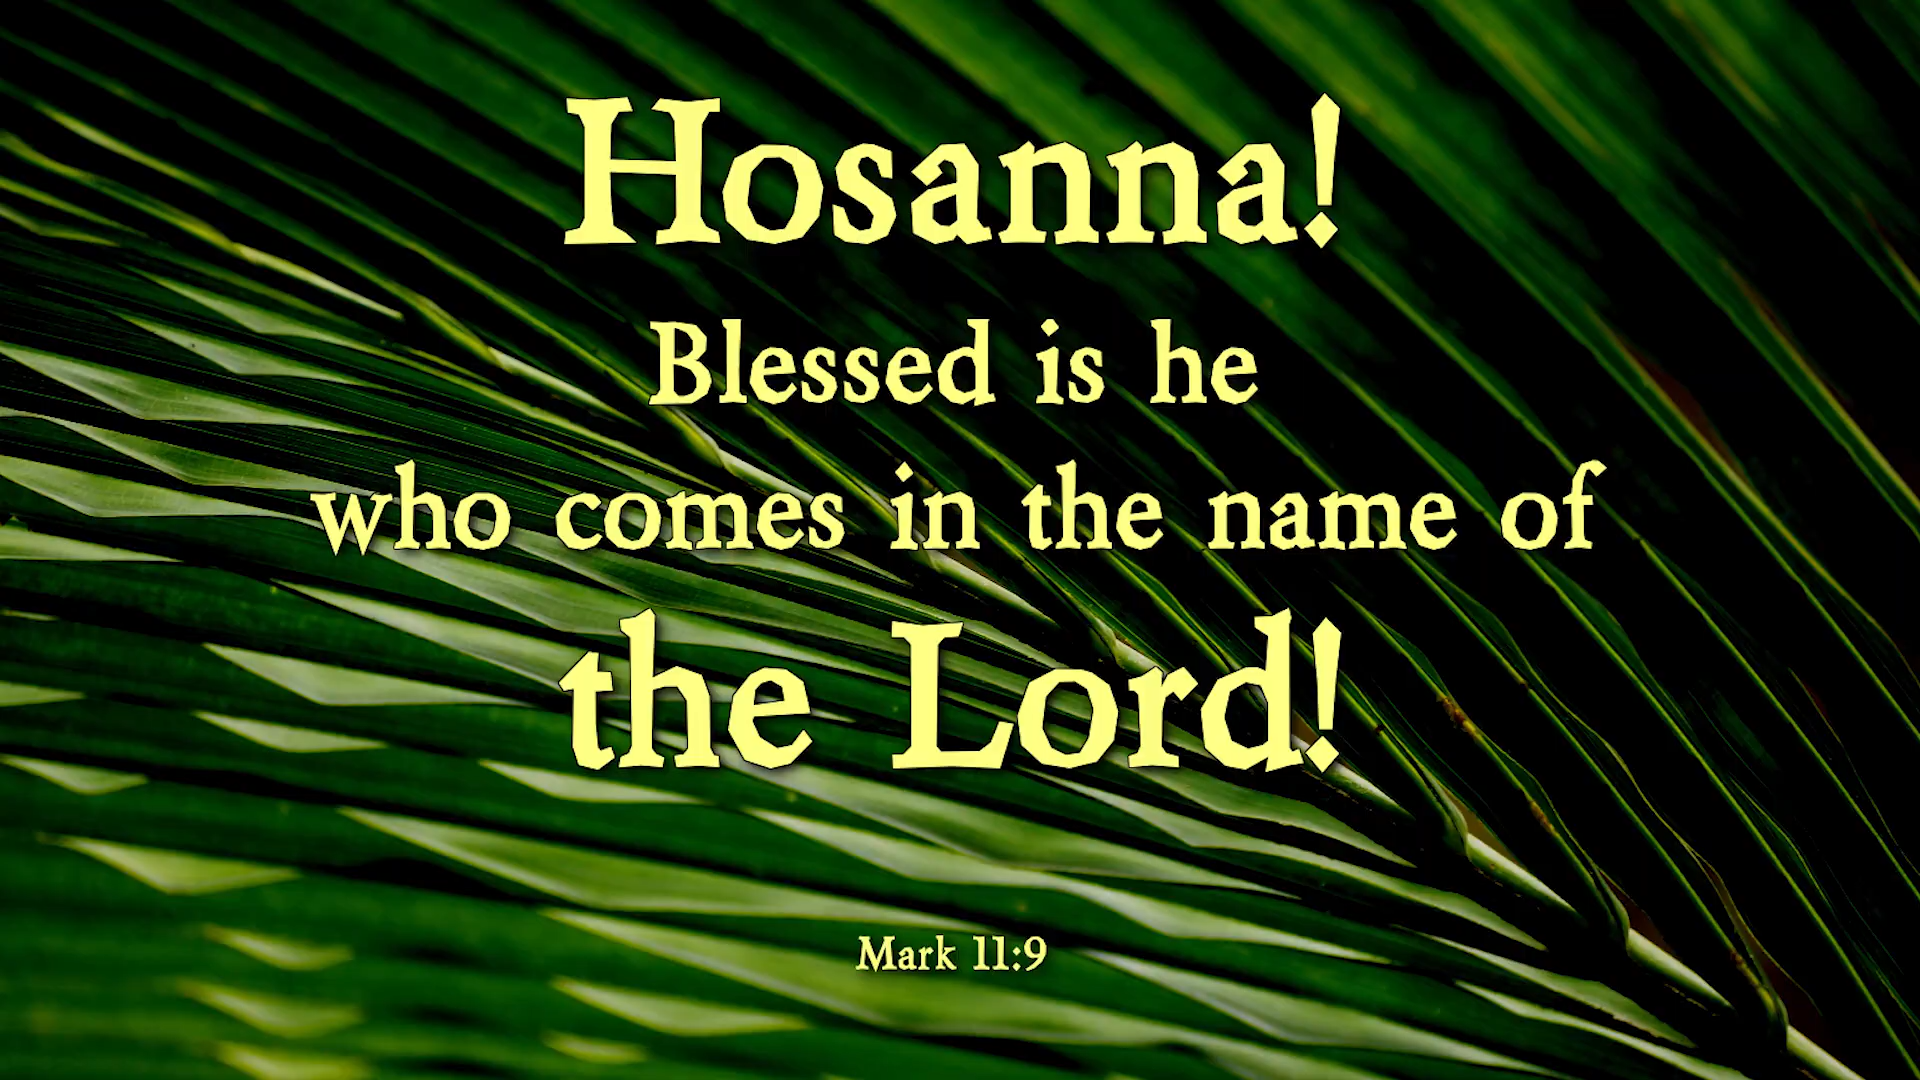 Hosanna!
Blessed is he
who comes in the name of
the Lord!
Mark 11:9